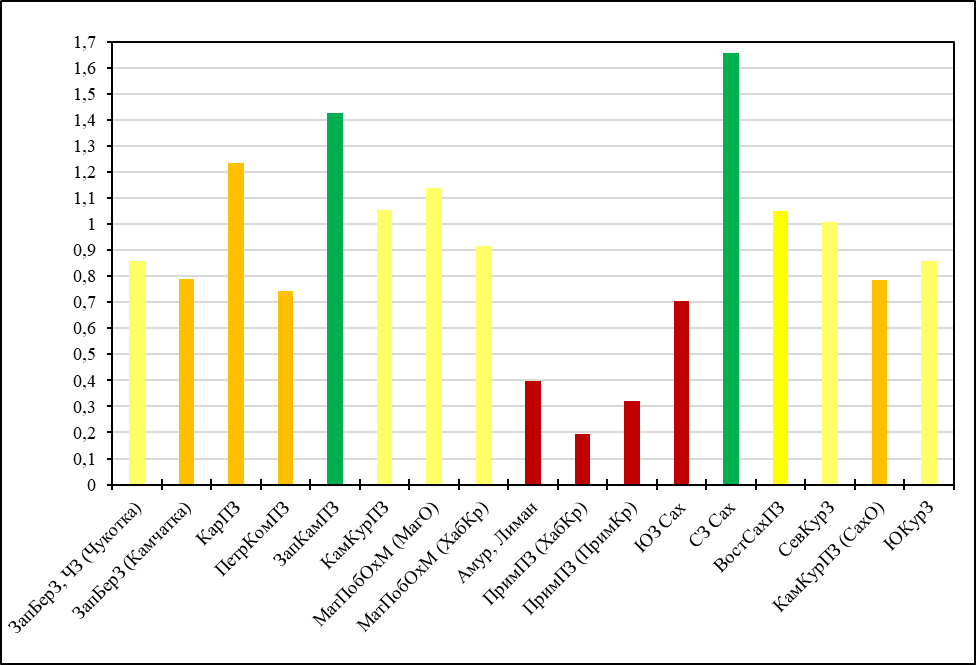 1,7
1,6
1,5
1,4
1,3
1,2
1,1
1
0,9
0,8
0,7
0,6
0,5
0,4
0,3
0,2
0,1
0
ЗапБерЗ, ЧЗ (Чукотка)
ЗапБерЗ (Камчатка)
КарПЗ
ПетрКомПЗ
ЗапКамПЗ
КамКурПЗ
МатПобОхМ (МагО)
МатПобОхМ (ХабКр)
Амур, Лиман
ПримПЗ (ХабКр)
ПримПЗ (ПримКр)
ЮЗ Сах
СЗ Сах
ВостСахПЗ
СевКурЗ
КамКурПЗ (СахО)
ЮКурЗ